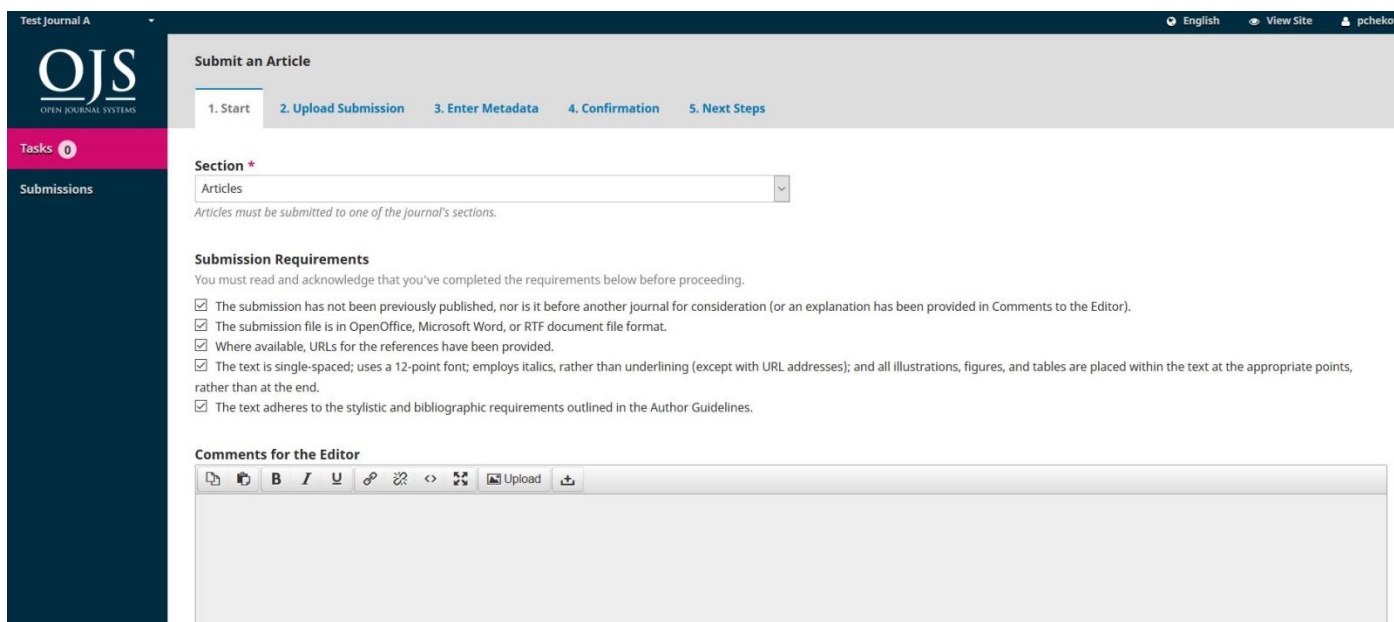 Test Journal A
English View Site pcheko
OJS
OPEN JOURNAL SYSTEMS
Tasks 0
Submissions
Submit an Article
1. Start 2. Upload Submission 3. Enter Metadata 4. Confirmation 5. Next Steps
Section *
Articles
Articles must be submitted to one of the journal's sections.
Submission Requirements
You must read and acknowledge that you've completed the requirements below before proceeding.
The submission has not been previously published, nor is it before another journal for consideration (or an explanation has been provided in Comments to the Editor).
The submission file is in OpenOffice, Microsoft Word, or RTF document file format.
Where available, URLs for the references have been provided.
The text is single-spaced; uses a 12-point font; employs italics, rather than underlining (except with URL addresses); and all illustrations, figures, and tables are placed within the text at the appropriate points,
rather than at the end.
The text adheres to the stylistic and bibliographic requirements outlined in the Author Guidelines.
Comments for the Editor
B I U Upload